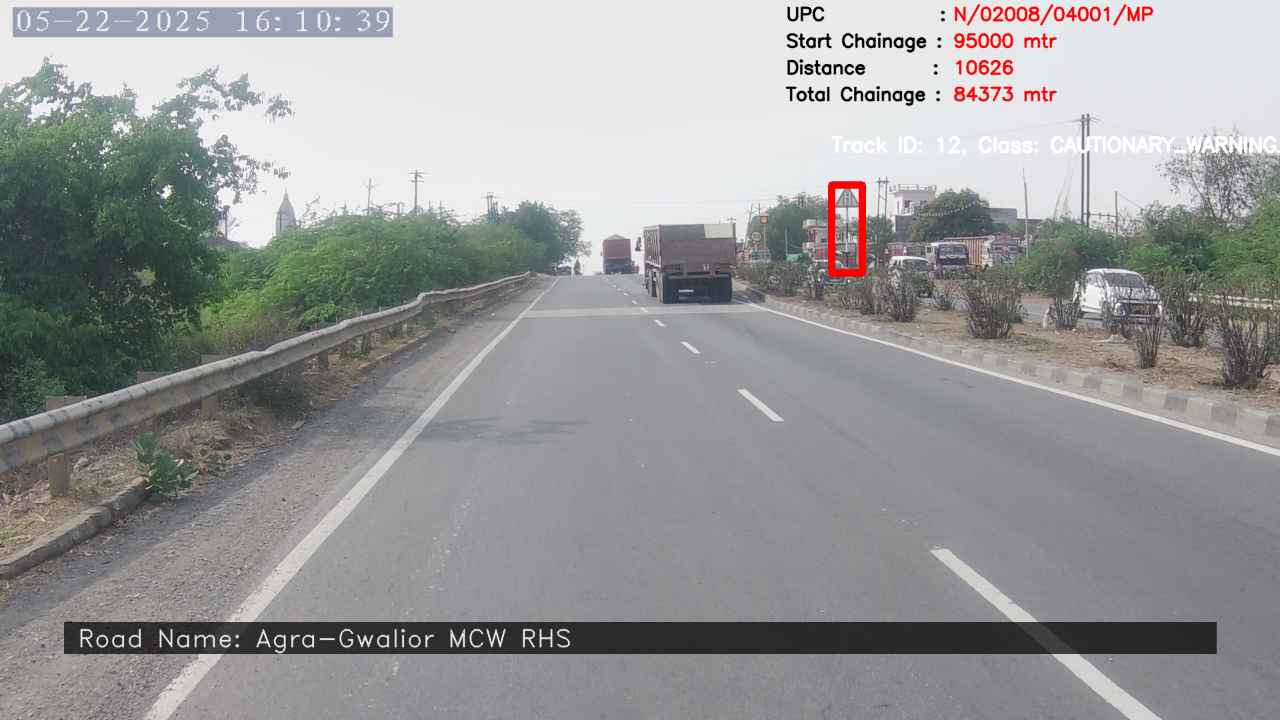 05-22-2025 16:10:39
UPC : N/02008/04001/MP
Start Chainage : 95000 mtr
Distance : 10626
Total Chainage : 84373 mtr
Track ID: 12, Class: CAUTIONARY_WARNING
Road Name: Agra-Gwalior MCW RHS